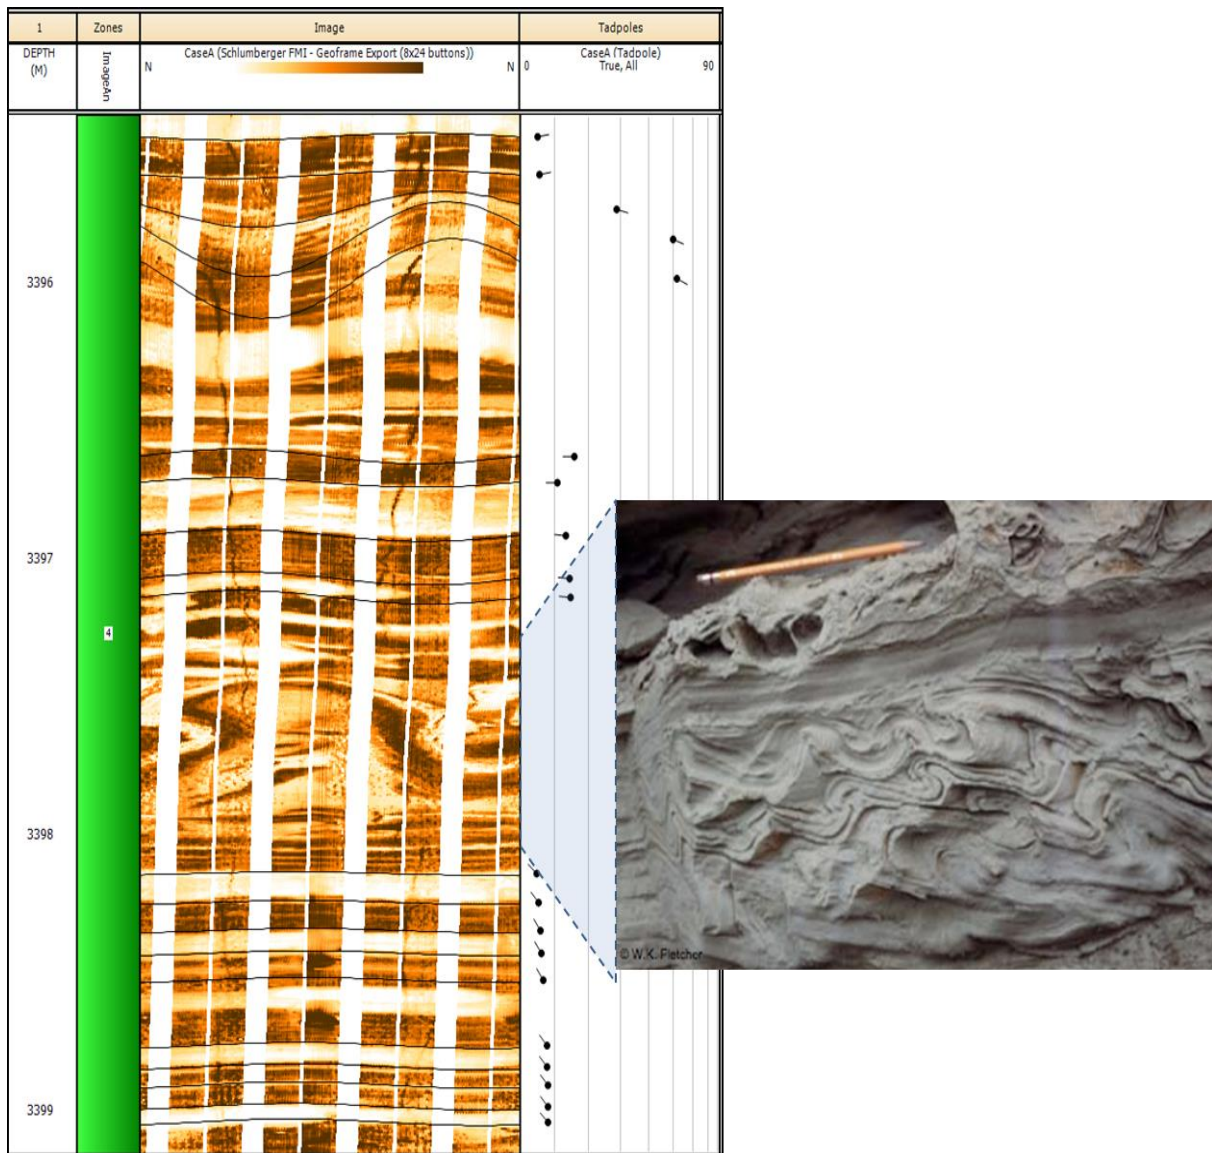 1 Zones Image Tadpoles
DEPTH
(M)
ImageAn
CaseA (Schlumberger FMI - Geoframe Export (8x24 buttons))
N N
CaseA (Tadpole)
0 True, All 90
3396
3397
4
3398
3399
© W.K. Fletcher